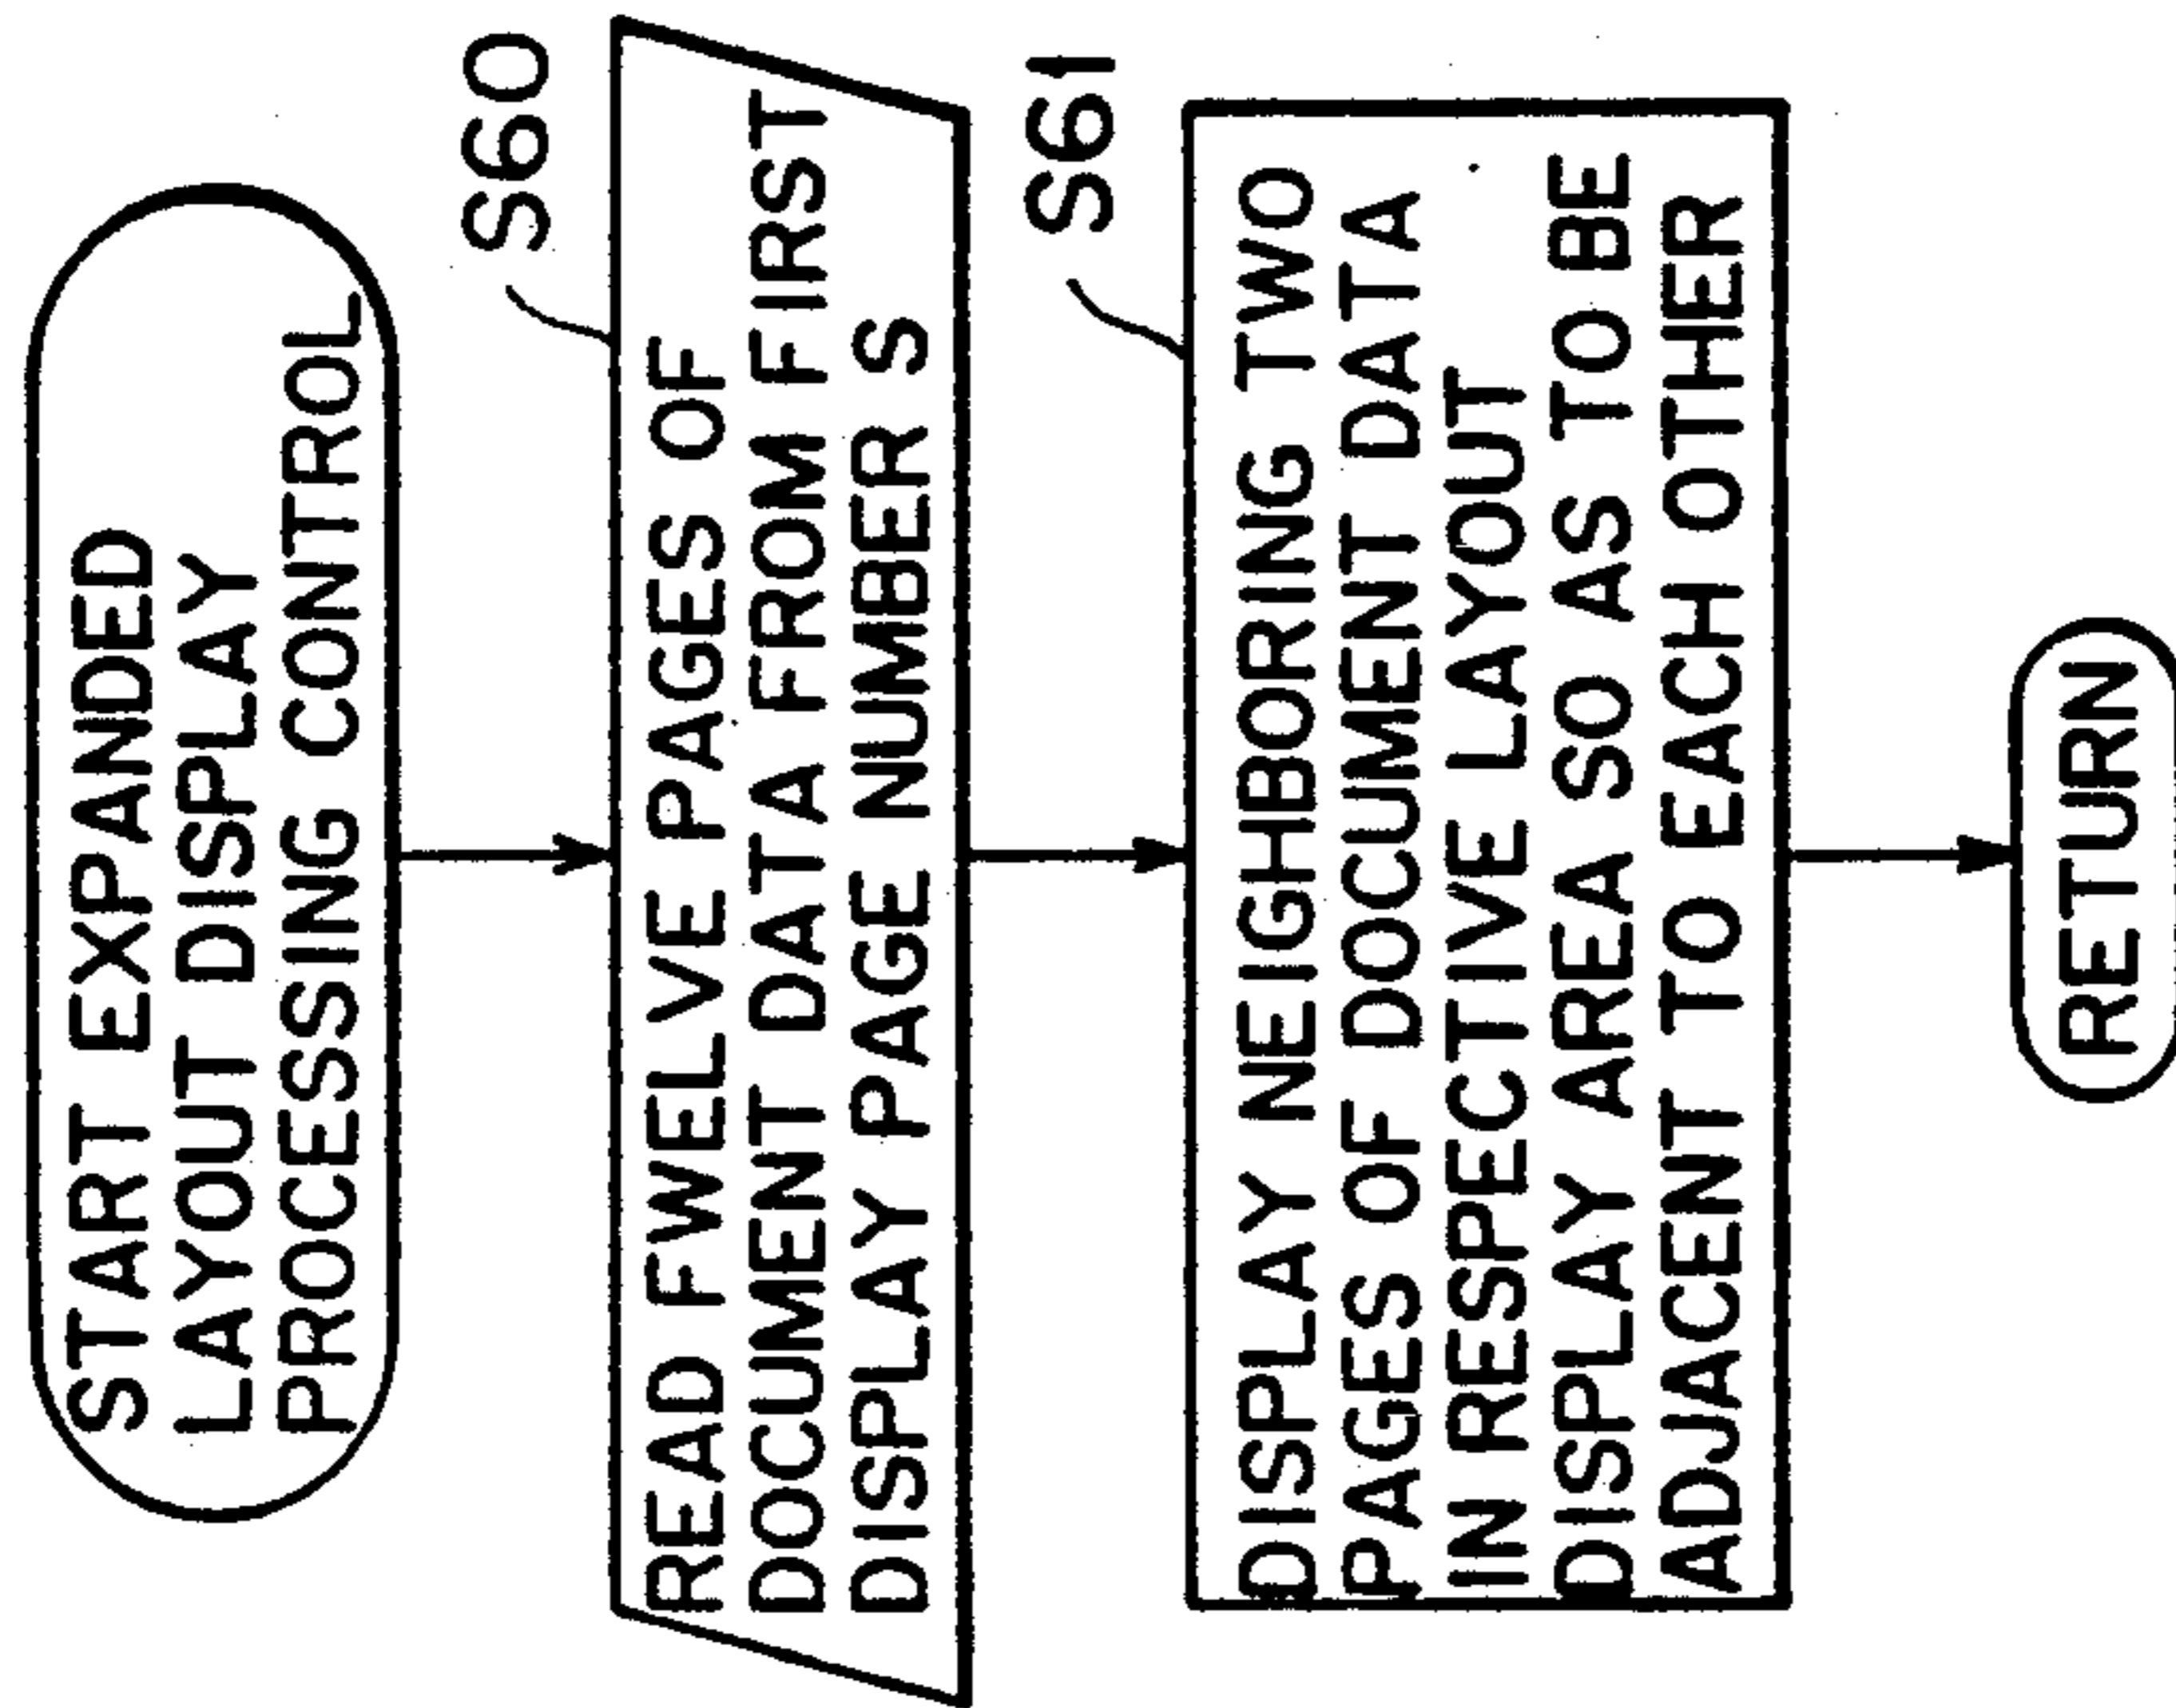 START EXPANDED
LAYOUT DISPLAY
PROCESSING CONTROL
S60
READ FWELVE PAGES OF
DOCUMENT DATA FROM FIRST
DISPLAY PAGE NUMBER S
S61
DISPLAY NEIGHBORING TWO
PAGES OF DOCUMENT DATA
IN RESPECTIVE LAYOUT
DISPLAY AREA SO AS TO BE
ADJACENT TO EACH OTHER
RETURN